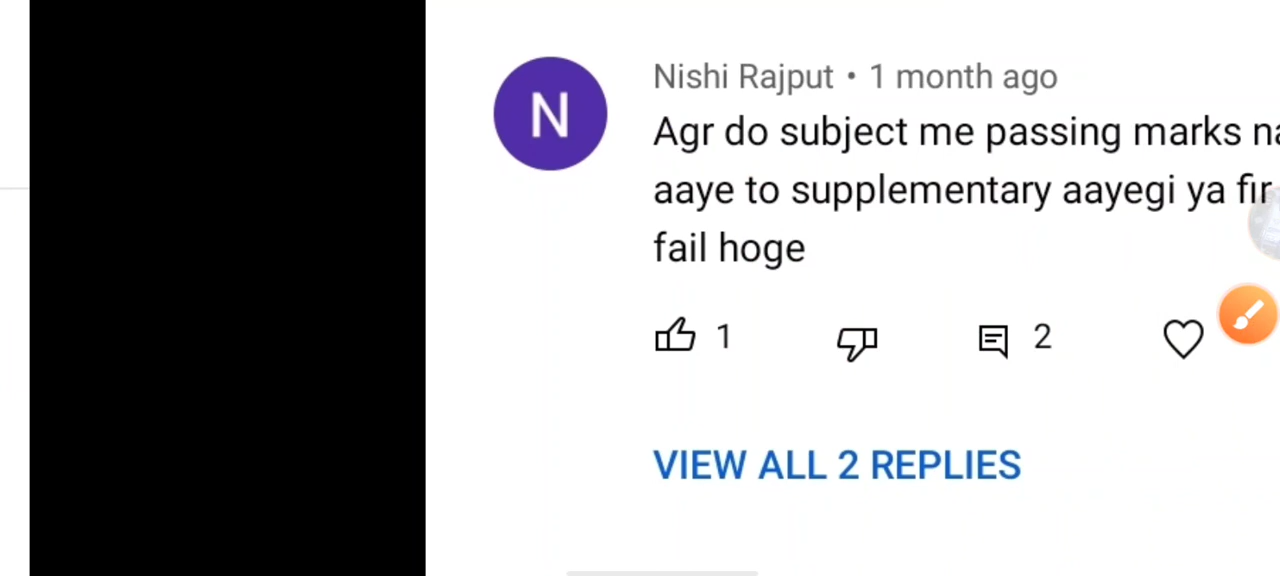 N
Nishi Rajput • 1 month ago
Agr do subject me passing marks
aaye to supplementary aayegi ya fir
fail hoge
1
2
VIEW ALL 2 REPLIES